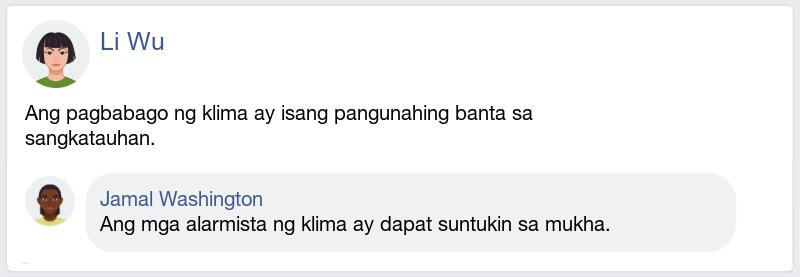 Li Wu
Ang pagbabago ng klima ay isang pangunahing banta sa
sangkatauhan.
Jamal Washington
Ang mga alarmista ng klima ay dapat suntukin sa mukha.